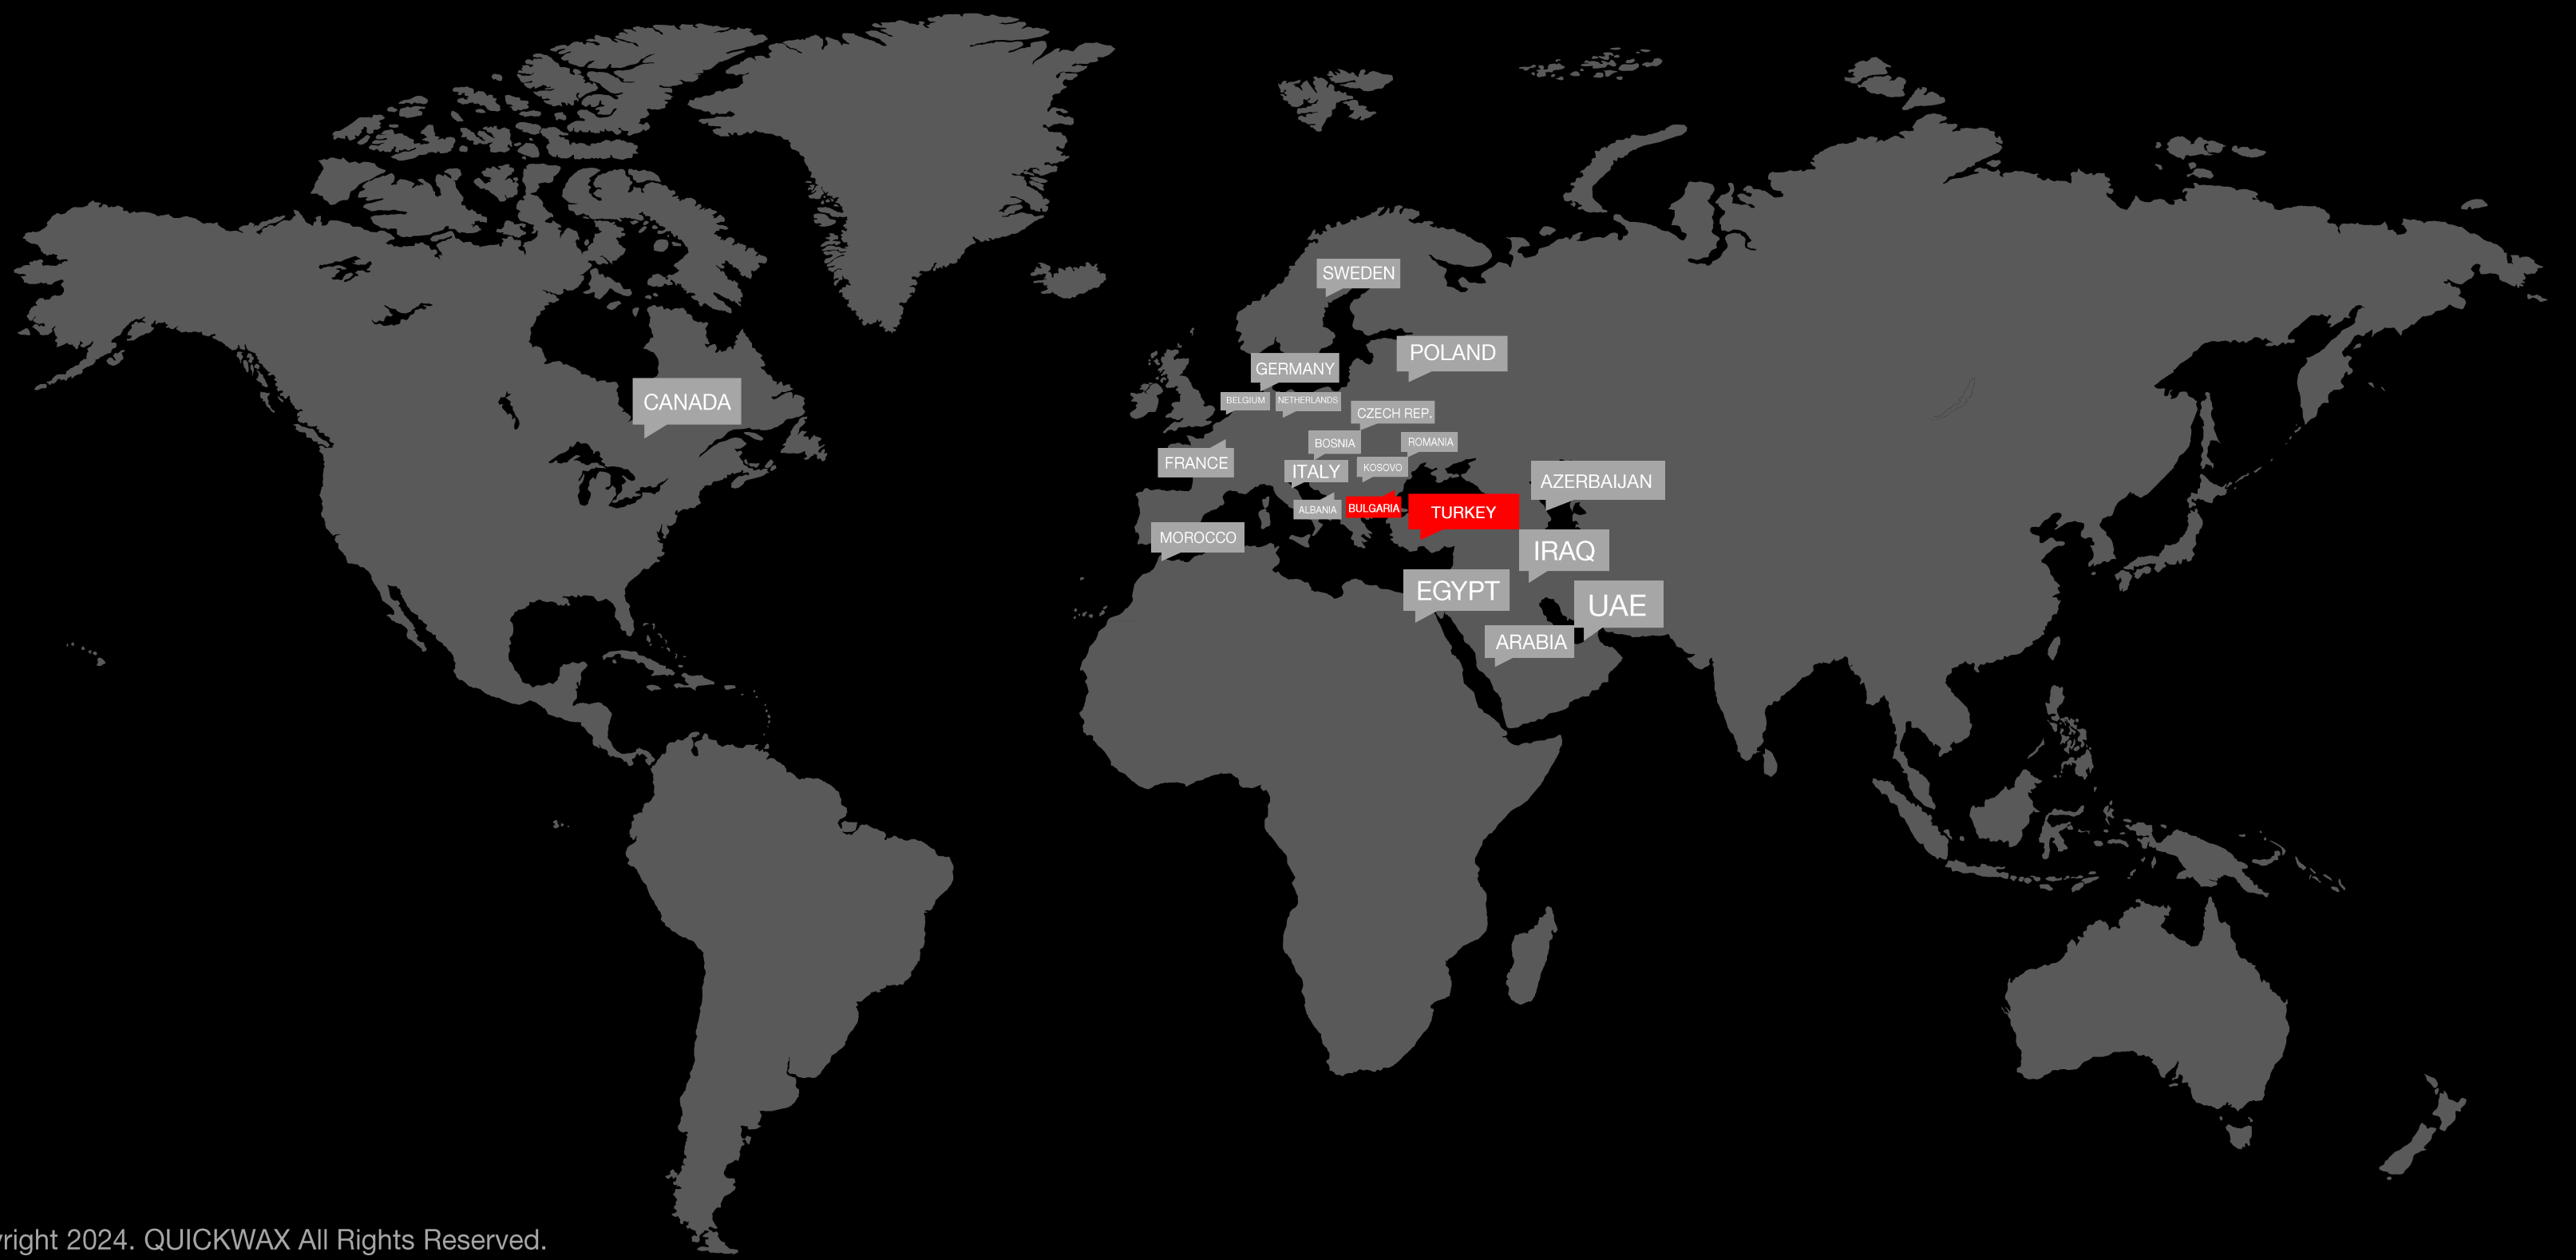 SWEDEN
POLAND
GERMANY
CANADA
BELGIUM
NETHERLANDS
CZECH REP.
BOSNIA
ROMANIA
FRANCE
ITALY
KOSOVO
AZERBAIJAN
ALBANIA
BULGARIA
TURKEY
MOROCCO
IRAQ
EGYPT
UAE
ARABIA
right 2024. QUICKWAX All Rights Reserved.